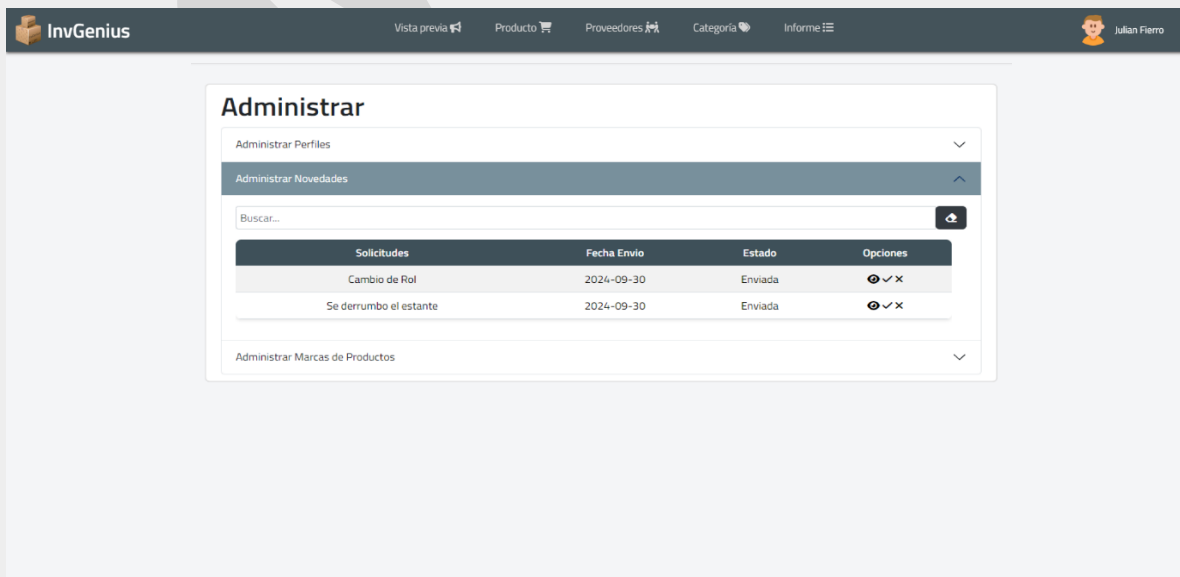 InvGenius Vista previa Producto Proveedores Categoría Informe Julian Fierro
Administrar
Administrar Perfiles
Administrar Novedades
Buscar...
Solicitudes Fecha Envio Estado Opciones
Cambio de Rol 2024-09-30 Enviada
Se derrumbo el estante 2024-09-30 Enviada
Administrar Marcas de Productos